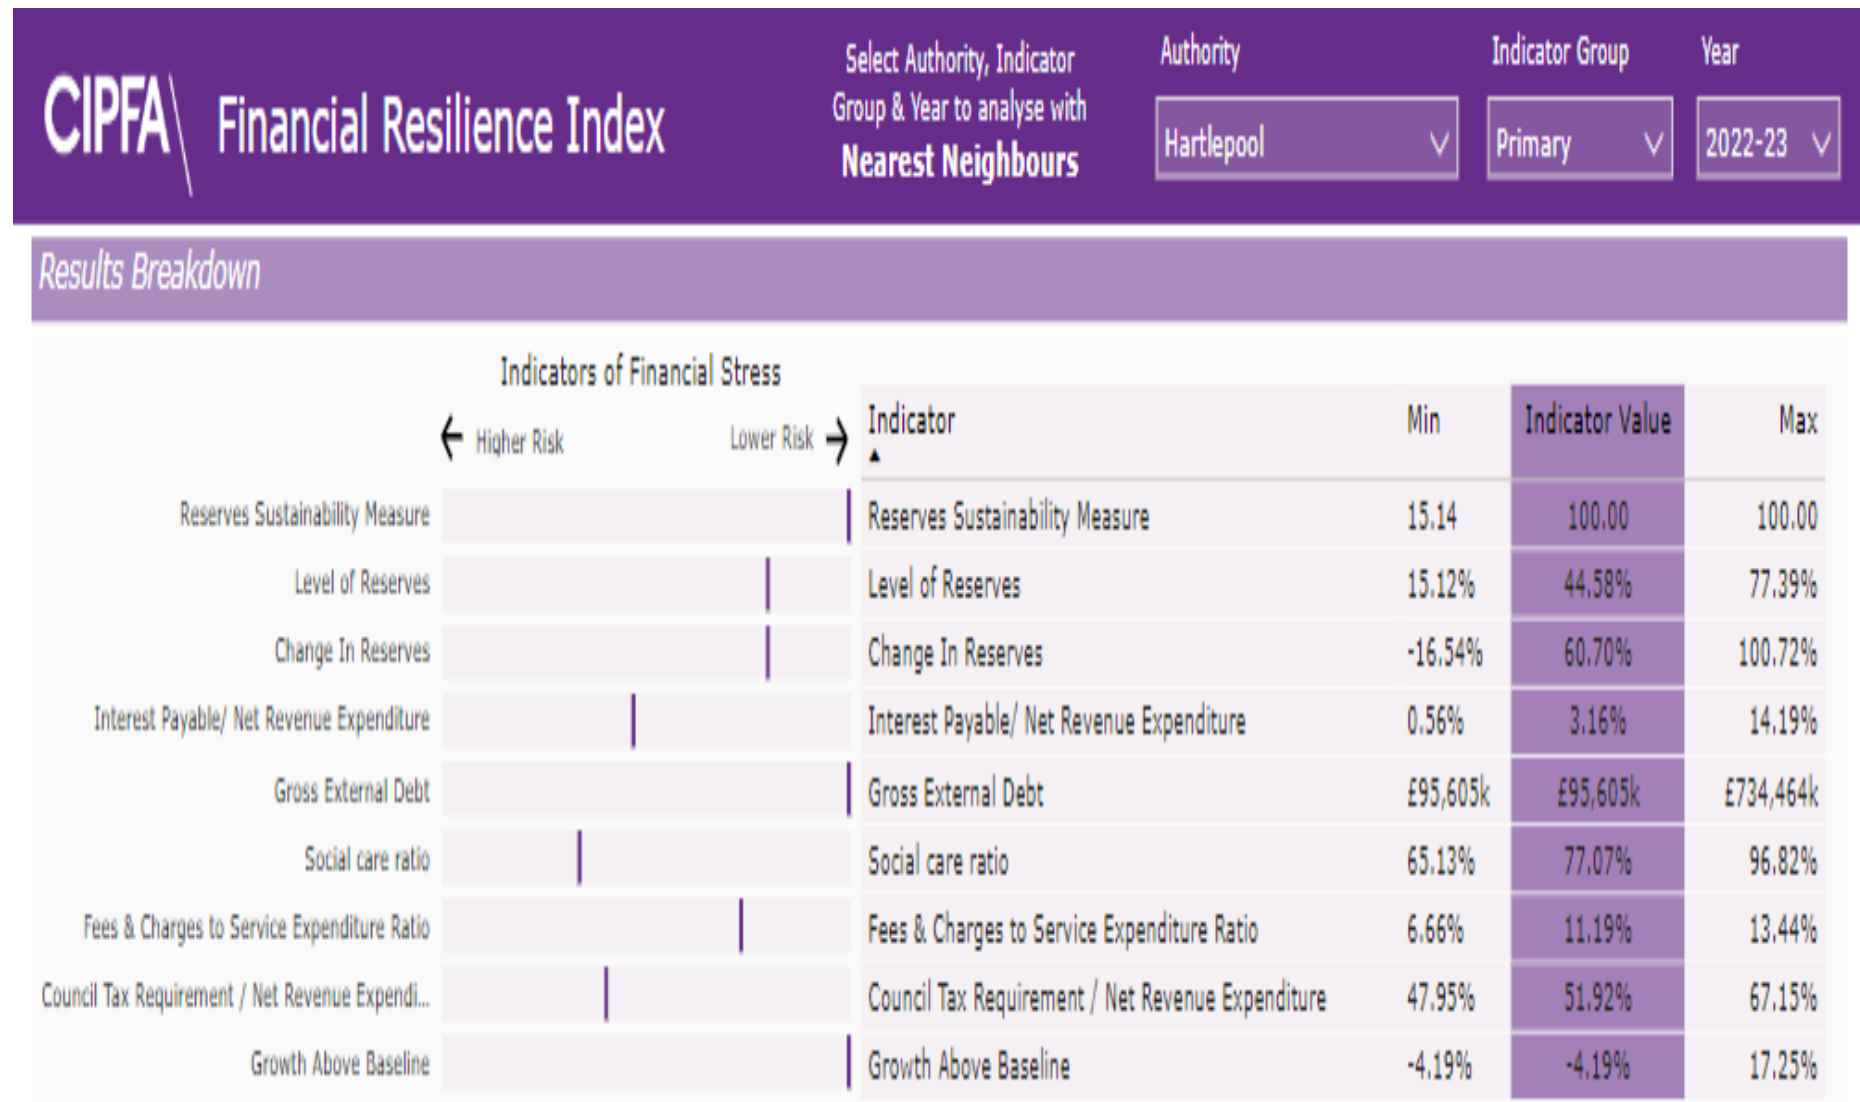 CIPFA\ Financial Resilience Index
Select Authority, Indicator
Group & Year to analyse with
Nearest Neighbours
Authority
Hartlepool
Indicator Group
Primary
Year
2022-23
Results Breakdown
Indicators of Financial Stress
← Higher Risk Lower Risk →
Reserves Sustainability Measure
Level of Reserves
Change In Reserves
Interest Payable/ Net Revenue Expenditure
Gross External Debt
Social care ratio
Fees & Charges to Service Expenditure Ratio
Council Tax Requirement / Net Revenue Expendi...
Growth Above Baseline
Indicator Min Indicator Value Max
Reserves Sustainability Measure 15.14 100.00 100.00
Level of Reserves 15.12% 44.58% 77.39%
Change In Reserves -16.54% 60.70% 100.72%
Interest Payable/ Net Revenue Expenditure 0.56% 3.16% 14.19%
Gross External Debt £95,605k £95,605k £734,464k
Social care ratio 65.13% 77.07% 96.82%
Fees & Charges to Service Expenditure Ratio 6.66% 11.19% 13.44%
Council Tax Requirement / Net Revenue Expenditure 47.95% 51.92% 67.15%
Growth Above Baseline -4.19% -4.19% 17.25%